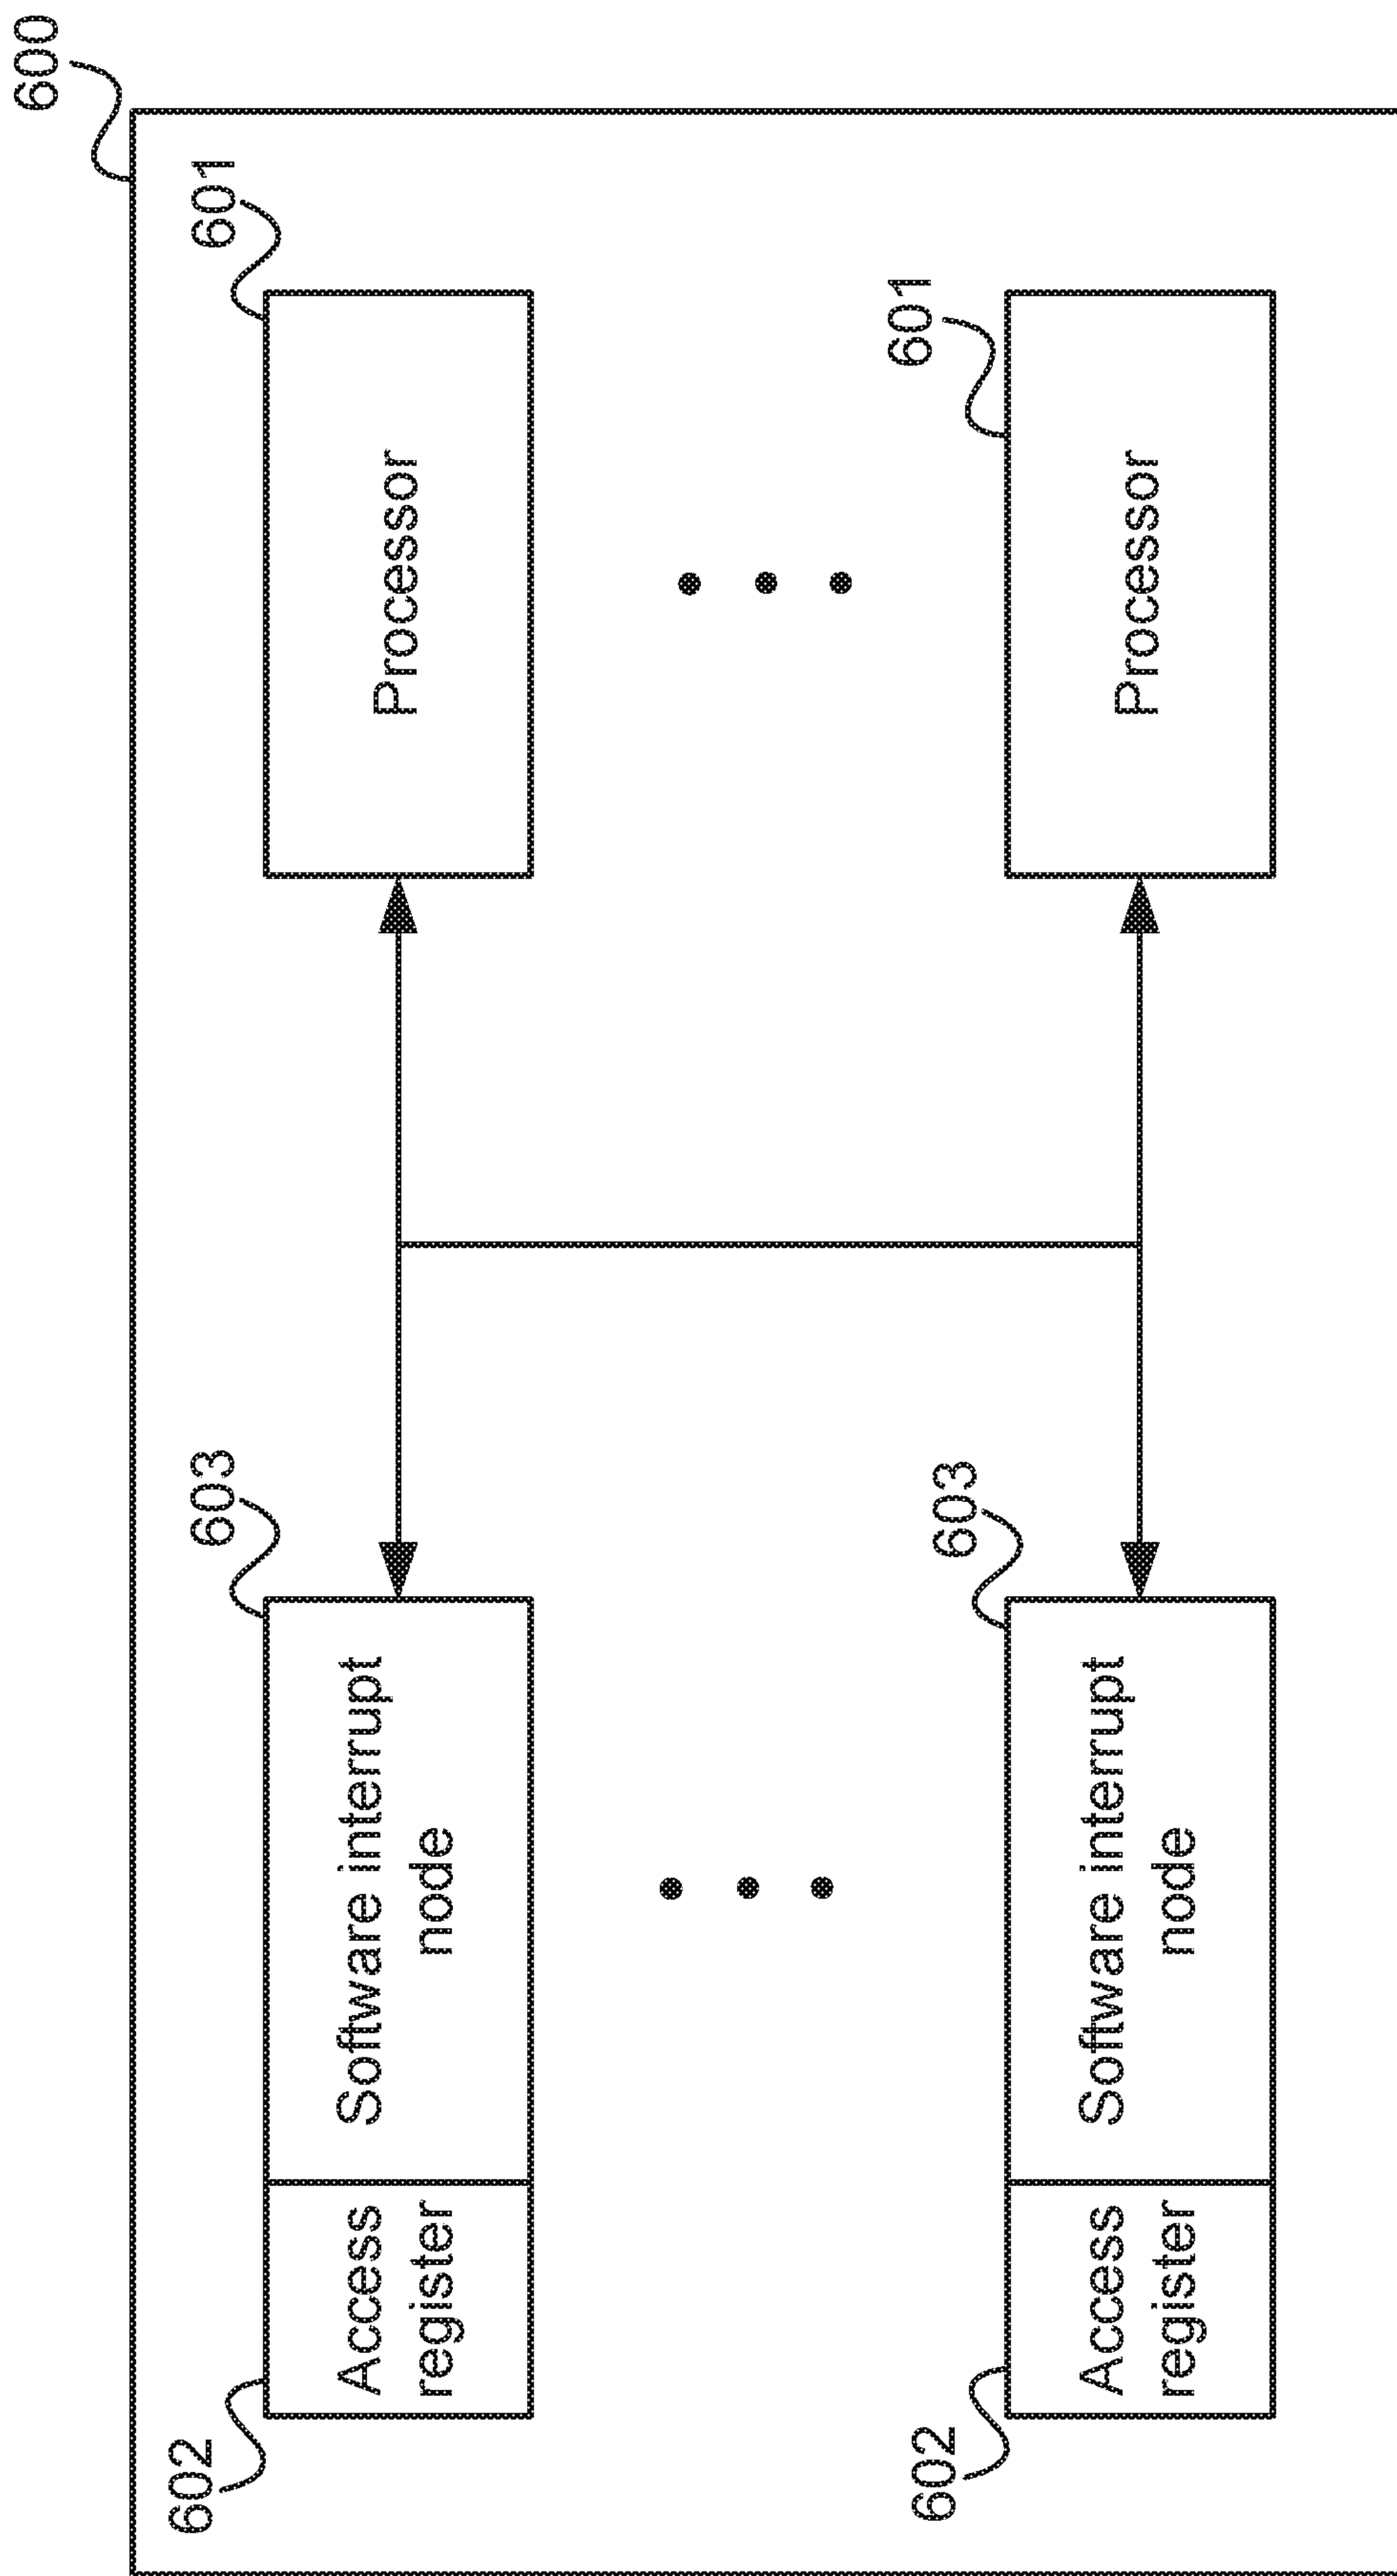 600
602
603
601
Access
register
Software interrupt
node
Processor
602
603
601
Access
register
Software interrupt
node
Processor